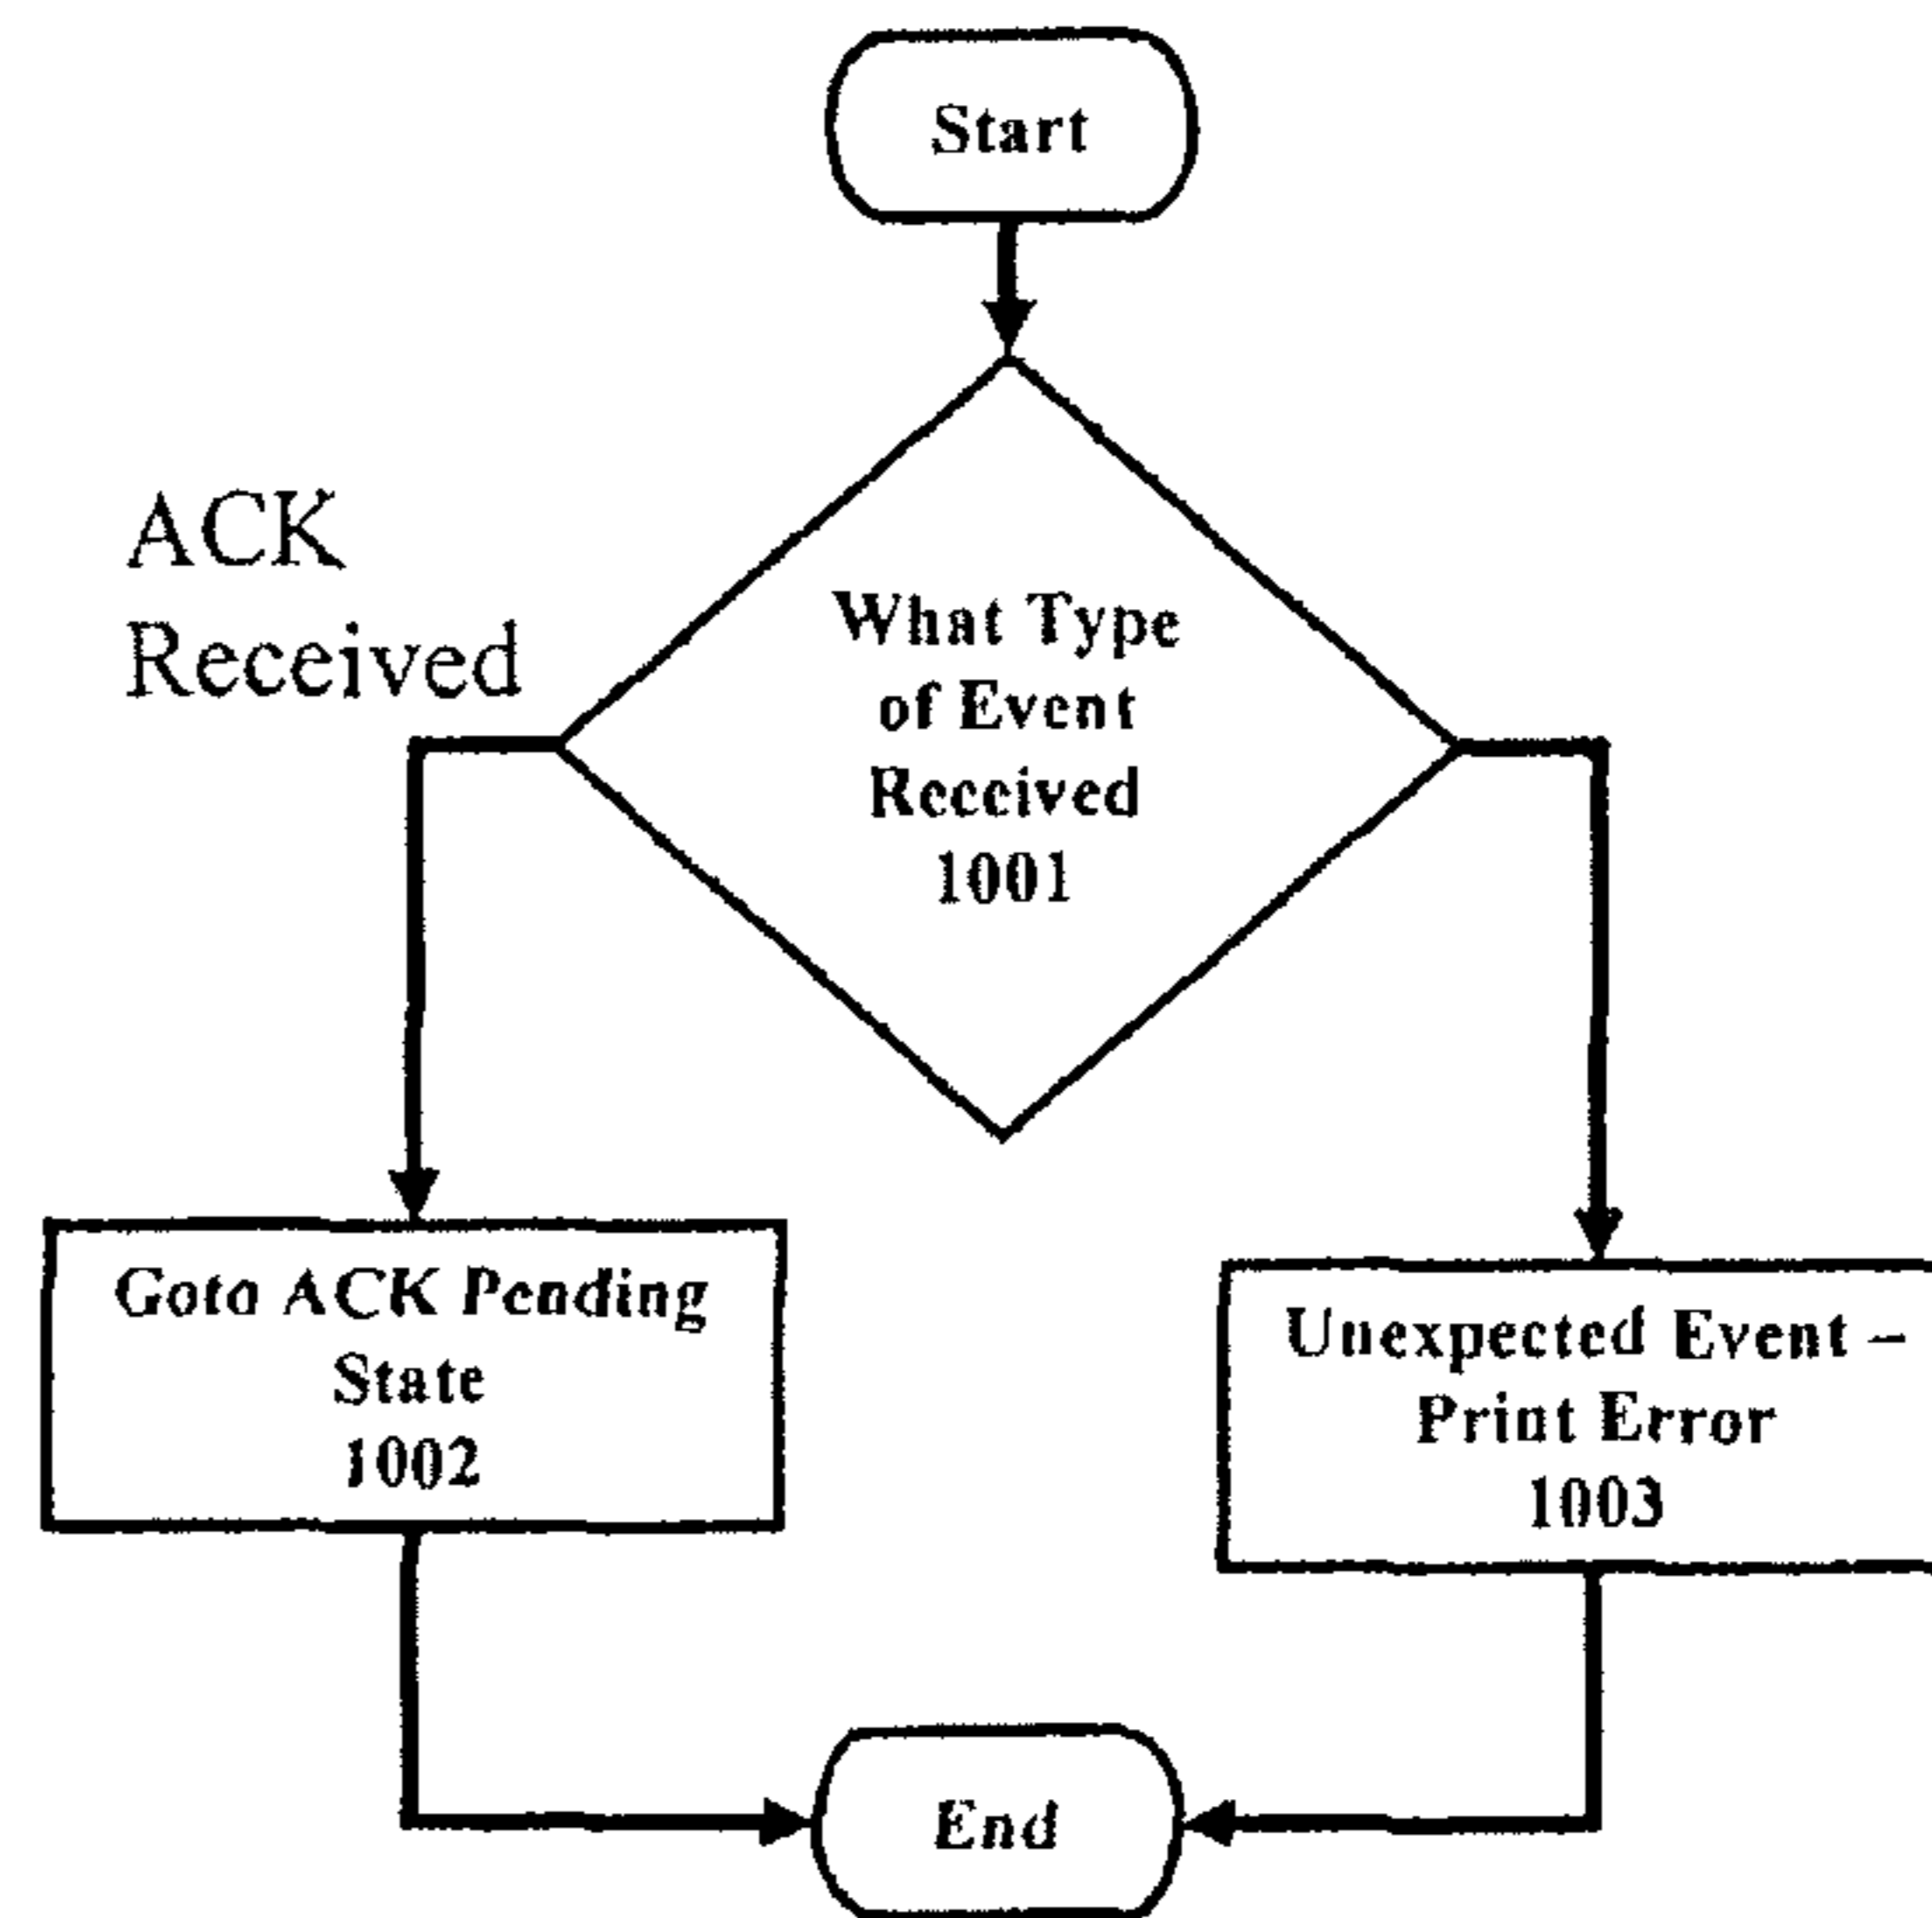 Start
ACK
Received
What Type
of Event
Received
1001
Goto ACK Pending
State
1002
Unexpected Event –
Print Error
1003
End